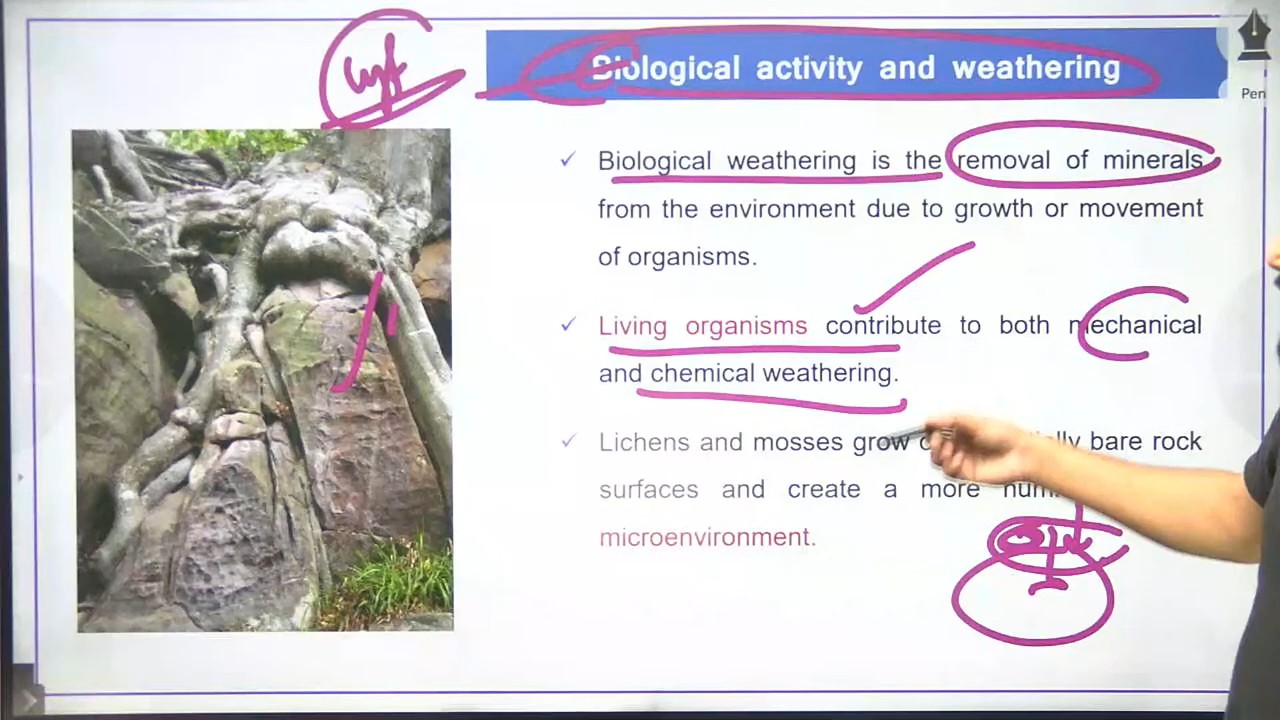 Biological activity and weathering
Pen
Biological weathering is the removal of minerals
from the environment due to growth or movement
of organisms.
Living organisms contribute to both mechanical
and chemical weathering.
Lichens and mosses grow bare rock
surfaces and create a more
microenvironment.